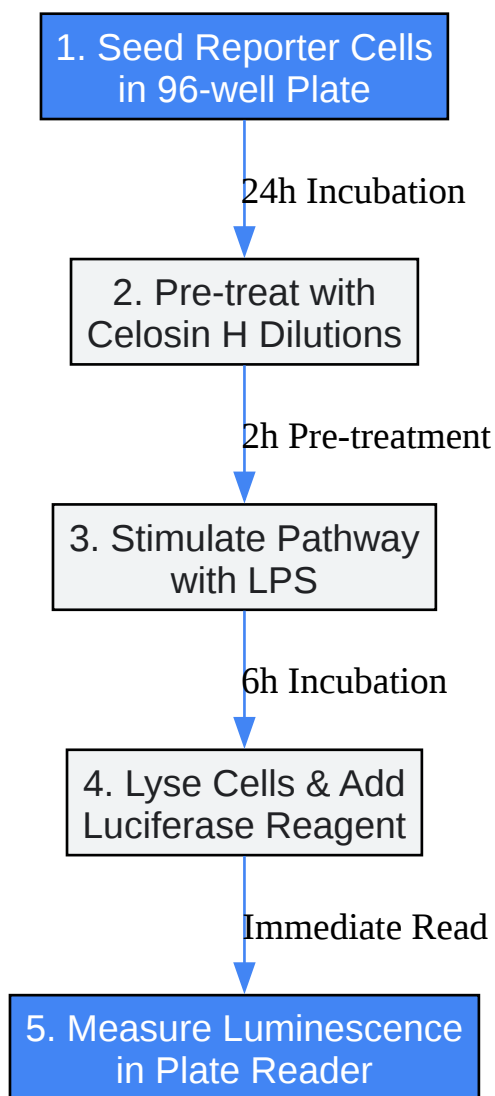 1. Seed Reporter Cells
in 96-well Plate
24h Incubation
2. Pre-treat with
Celosin H Dilutions
2h Pre-treatment
3. Stimulate Pathway
with LPS
6h Incubation
4. Lyse Cells & Add
Luciferase Reagent
Immediate Read
5. Measure Luminescence
in Plate Reader